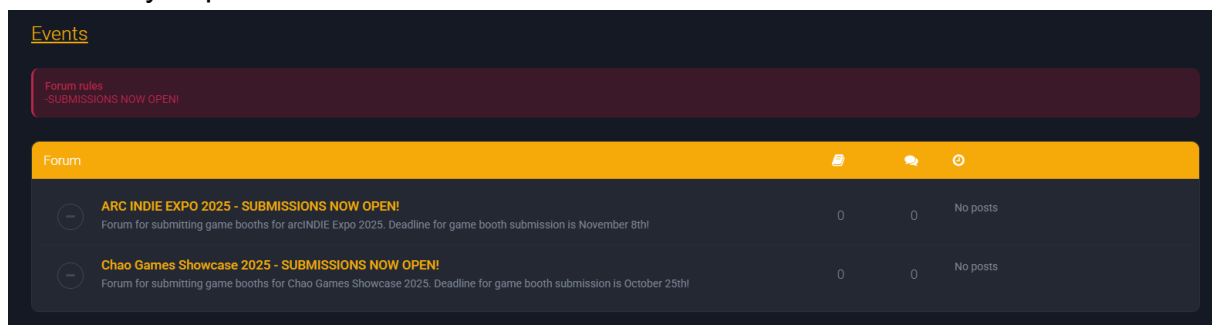 Events
Forum rules
-SUBMISSIONS NOW OPEN!
Forum
ARC INDIE EXPO 2025 - SUBMISSIONS NOW OPEN!
Forum for submitting game booths for arcINDIE Expo 2025. Deadline for game booth submission is November 8th!
0
0
No posts
Chao Games Showcase 2025 - SUBMISSIONS NOW OPEN!
Forum for submitting game booths for Chao Games Showcase 2025. Deadline for game booth submission is October 25th!
0
0
No posts